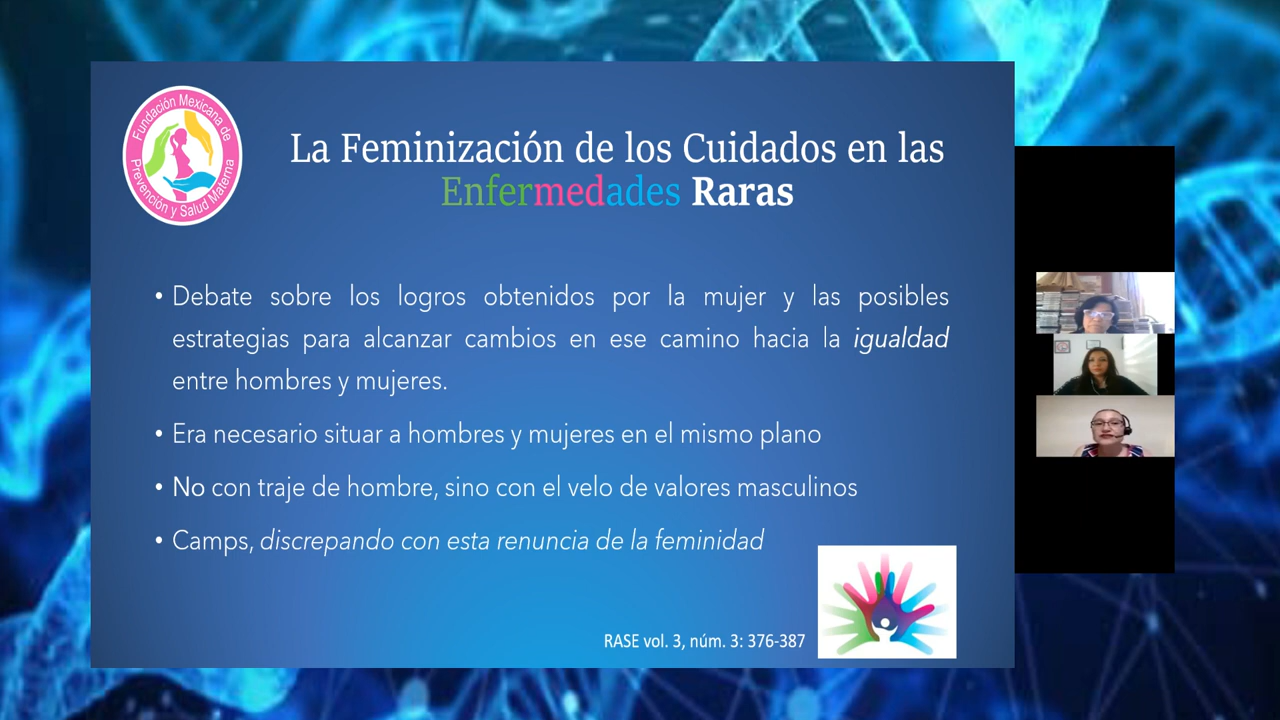 Fundación Mexicana de
Prevención y Salud Materna
La Feminización de los Cuidados en las
Enfermedades Raras
• Debate sobre los logros obtenidos por la mujer y las posibles
estrategias para alcanzar cambios en ese camino hacia la igualdad
entre hombres y mujeres.
• Era necesario situar a hombres y mujeres en el mismo plano
• No con traje de hombre, sino con el velo de valores masculinos
• Camps, discrepando con esta renuncia de la feminidad
RASE vol. 3, núm. 3: 376-387